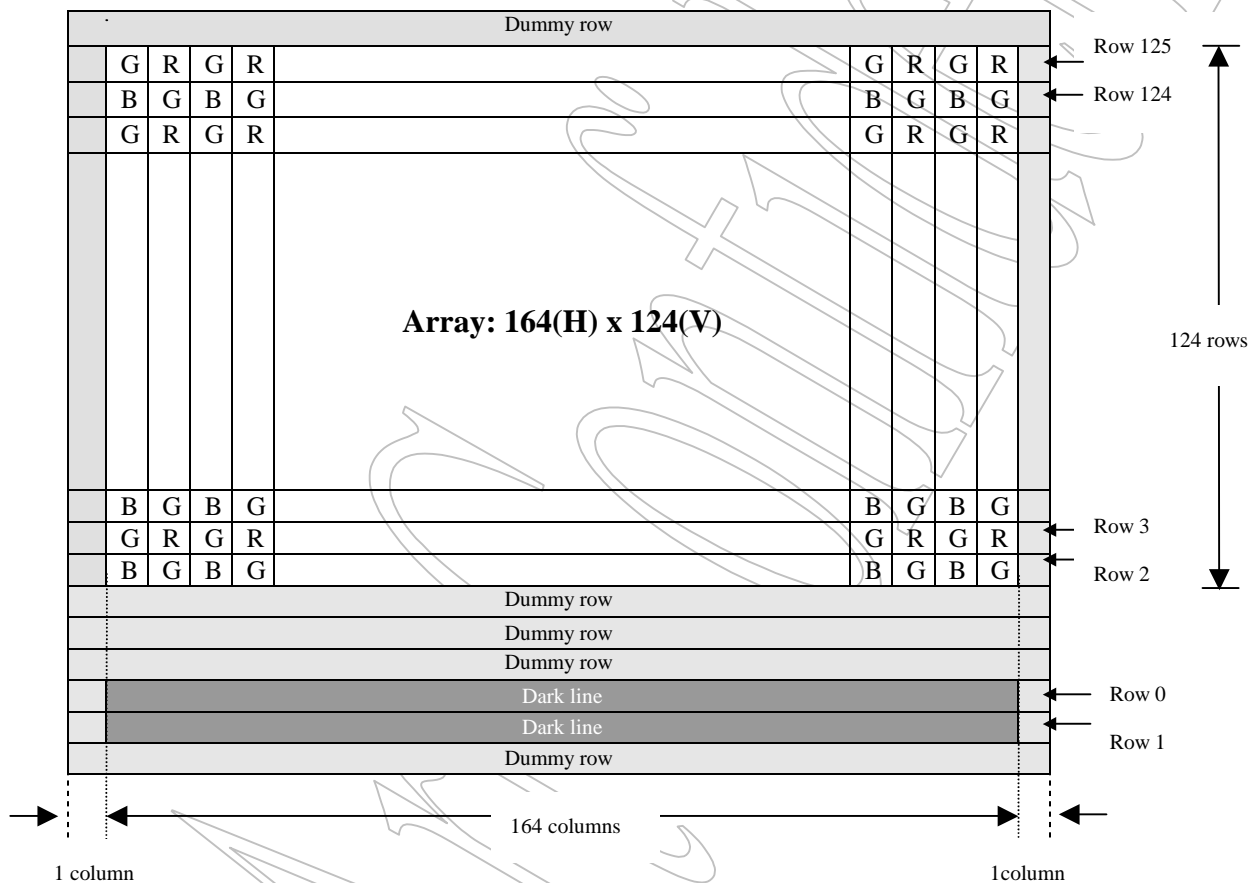 Dummy row
G R G R G R G R Row 125
B G B G B G B G Row 124
G R G R G R G R
Array: 164(H) x 124(V)
124 rows
B G B G B G B G
G R G R G R G R Row 3
B G B G B G B G Row 2
Dummy row
Dummy row
Dummy row
Dark line Row 0
Dark line Row 1
Dummy row
164 columns
1 column 1column